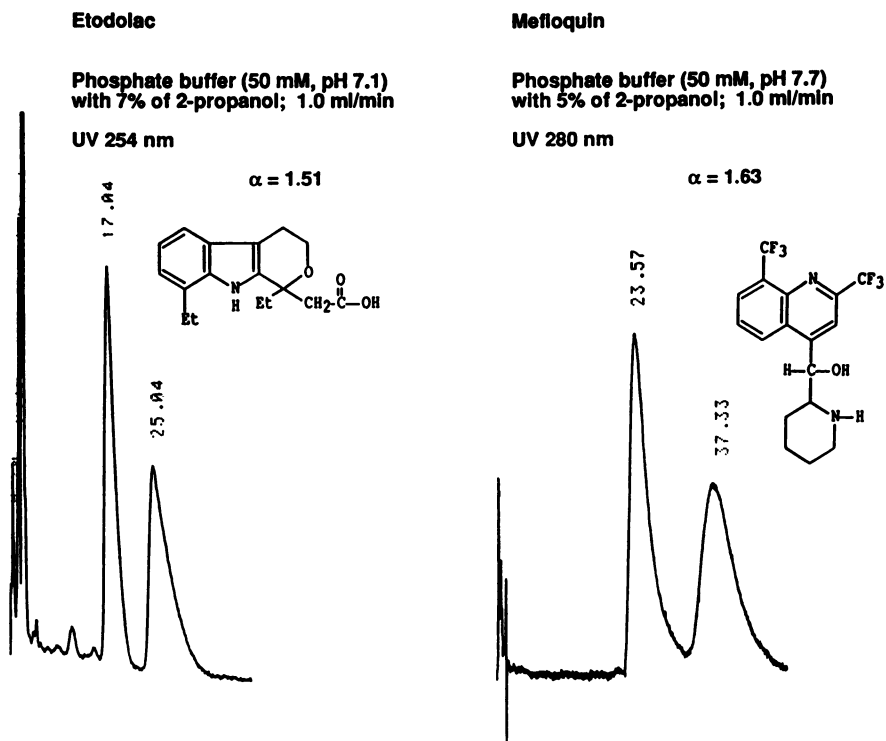 Etodolac
Phosphate buffer (50 mM, pH 7.1)
with 7% of 2-propanol; 1.0 ml/min
UV 254 nm
α = 1.51
17.04
25.04
N
H
O
Et
Et
CH2-C-OH
O
Mefloquin
Phosphate buffer (50 mM, pH 7.7)
with 5% of 2-propanol; 1.0 ml/min
UV 280 nm
α = 1.63
23.57
37.33
CF3
N
CF3
H-C-OH
N-H